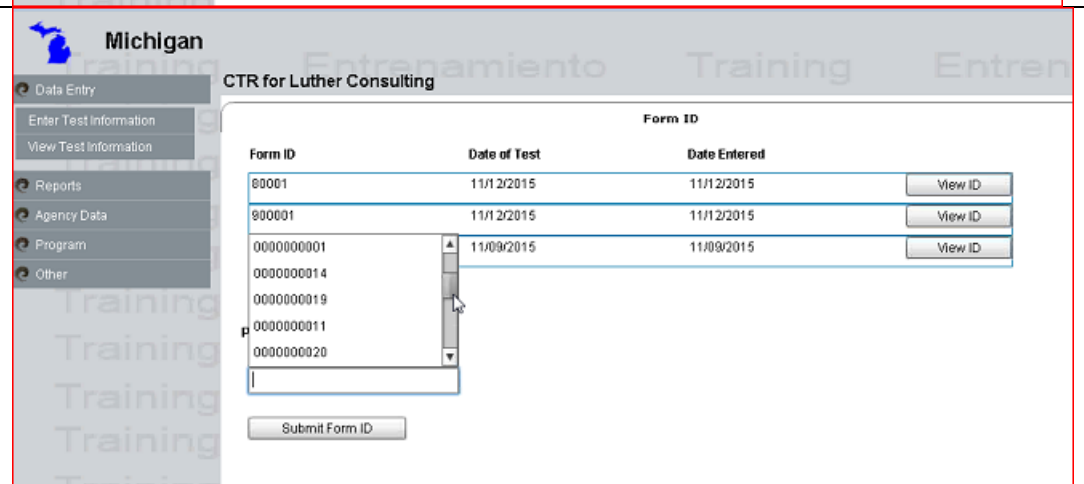 Training
Michigan
Training Entrenamiento Training Entren
CTR for Luther Consulting
Data Entry
Enter Test Information
View Test Information
Reports
Agency Data
Program
Other
Form ID
Form ID Date of Test Date Entered
80001 11/12/2015 11/12/2015 View ID
900001 11/12/2015 11/12/2015 View ID
0000000001 11/09/2015 11/09/2015 View ID
0000000014
0000000019
0000000011
0000000020
Submit Form ID
Training
Training
Training
Training